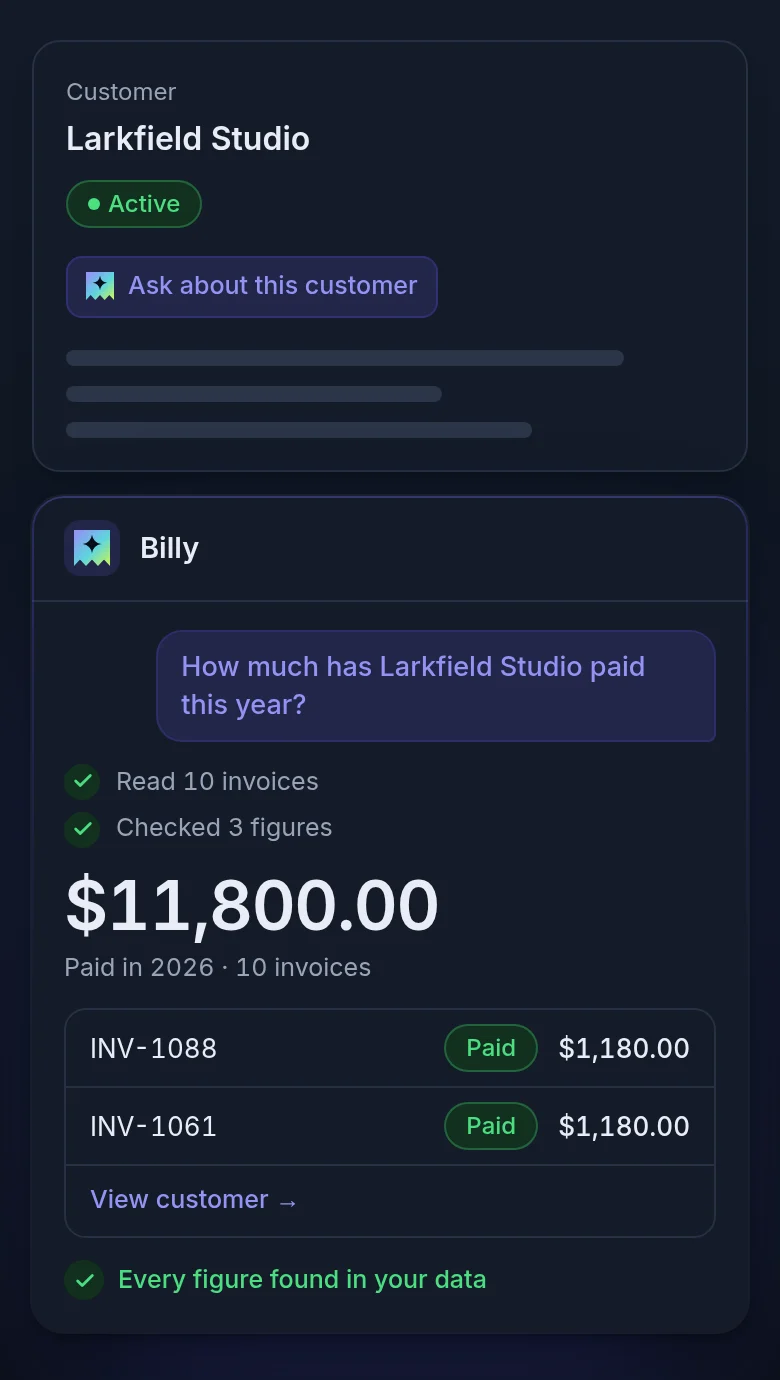 Customer
Larkfield Studio
Active
Ask about this customer
Billy
How much has Larkfield Studio paid
this year?
Read 10 invoices
Checked 3 figures
$11,800.00
Paid in 2026 · 10 invoices
INV-1088 Paid $1,180.00
INV-1061 Paid $1,180.00
View customer →
Every figure found in your data